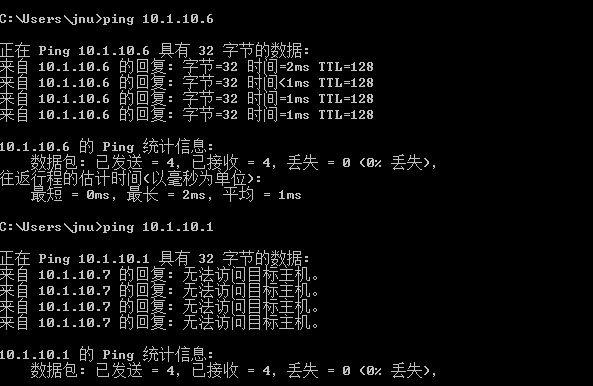 C:\Users\jnu>ping 10.1.10.6
正在 Ping 10.1.10.6 具有 32 字节的数据:
来自 10.1.10.6 的回复: 字节=32 时间=2ms TTL=128
来自 10.1.10.6 的回复: 字节=32 时间<1ms TTL=128
来自 10.1.10.6 的回复: 字节=32 时间=1ms TTL=128
来自 10.1.10.6 的回复: 字节=32 时间=1ms TTL=128
10.1.10.6 的 Ping 统计信息:
数据包: 已发送 = 4, 已接收 = 4, 丢失 = 0 (0% 丢失),
往返行程的估计时间(以毫秒为单位):
最短 = 0ms, 最长 = 2ms, 平均 = 1ms
C:\Users\jnu>ping 10.1.10.1
正在 Ping 10.1.10.1 具有 32 字节的数据:
来自 10.1.10.7 的回复: 无法访问目标主机。
来自 10.1.10.7 的回复: 无法访问目标主机。
来自 10.1.10.7 的回复: 无法访问目标主机。
来自 10.1.10.7 的回复: 无法访问目标主机。
10.1.10.1 的 Ping 统计信息:
数据包: 已发送 = 4, 已接收 = 4, 丢失 = 0 (0% 丢失),